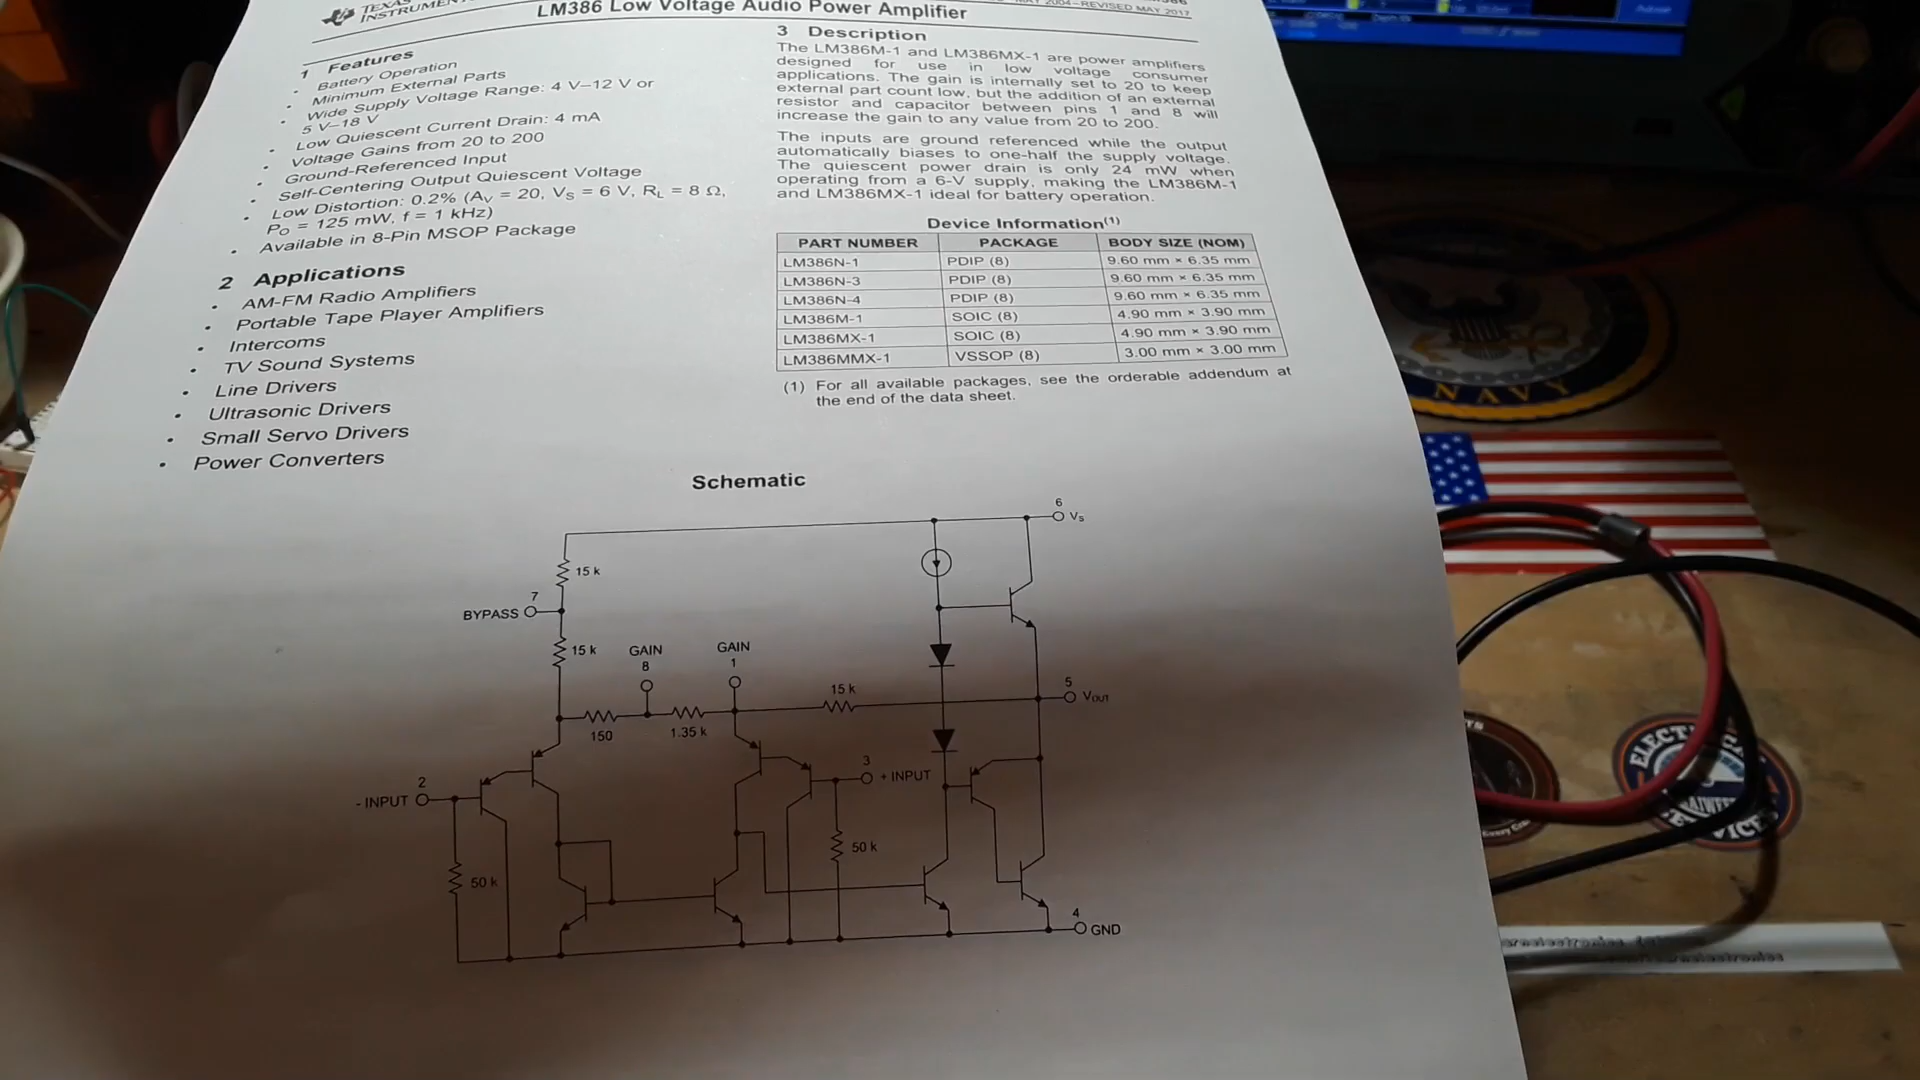 TEXAS
INSTRUMENTS
2004–REVISED MAY 2017
LM386 Low Voltage Audio Power Amplifier
1 Features
• Battery Operation
• Minimum External Parts
• Wide Supply Voltage Range: 4 V–12 V or
5 V–18 V
• Low Quiescent Current Drain: 4 mA
• Voltage Gains from 20 to 200
• Ground-Referenced Input
• Self-Centering Output Quiescent Voltage
• Low Distortion: 0.2% (AV = 20, VS = 6 V, RL = 8 Ω,
PO = 125 mW, f = 1 kHz)
• Available in 8-Pin MSOP Package
2 Applications
• AM-FM Radio Amplifiers
• Portable Tape Player Amplifiers
• Intercoms
• TV Sound Systems
• Line Drivers
• Ultrasonic Drivers
• Small Servo Drivers
• Power Converters
3 Description
The LM386M-1 and LM386MX-1 are power amplifiers
designed for use in low voltage consumer
applications. The gain is internally set to 20 to keep
external part count low, but the addition of an external
resistor and capacitor between pins 1 and 8 will
increase the gain to any value from 20 to 200.
The inputs are ground referenced while the output
automatically biases to one-half the supply voltage.
The quiescent power drain is only 24 mW when
operating from a 6-V supply, making the LM386M-1
and LM386MX-1 ideal for battery operation.
Device Information(1)
PART NUMBER PACKAGE BODY SIZE (NOM)
LM386N-1 PDIP (8) 9.60 mm × 6.35 mm
LM386N-3 PDIP (8) 9.60 mm × 6.35 mm
LM386N-4 PDIP (8) 9.60 mm × 6.35 mm
LM386M-1 SOIC (8) 4.90 mm × 3.90 mm
LM386MX-1 SOIC (8) 4.90 mm × 3.90 mm
LM386MMX-1 VSSOP (8) 3.00 mm × 3.00 mm
(1) For all available packages, see the orderable addendum at
the end of the data sheet.
Schematic
6
VS
15 k
7
BYPASS
15 k
GAIN
8
GAIN
1
15 k
5
VOUT
150
1.35 k
3
+ INPUT
2
- INPUT
50 k
50 k
4
GND
NAVY